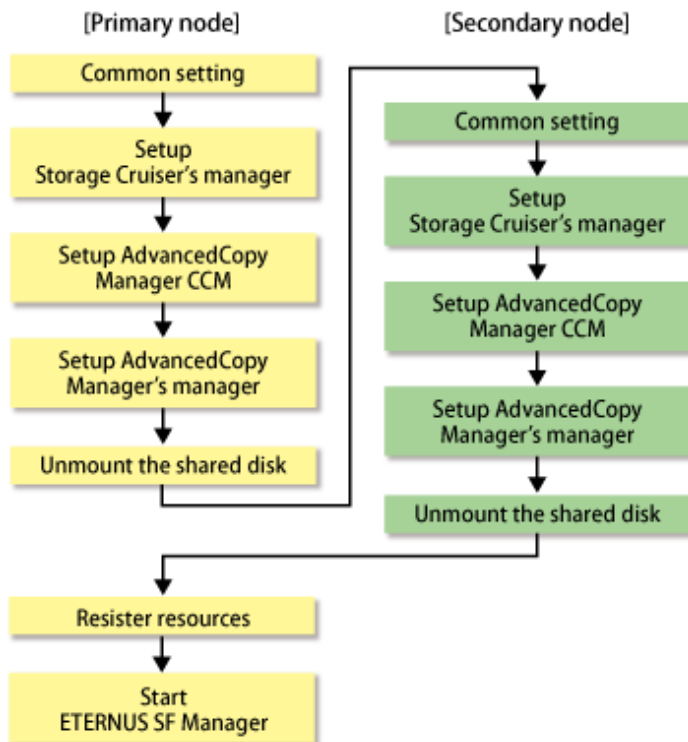 [Primary node]
Common setting
Setup
Storage Cruiser's manager
Setup AdvancedCopy
Manager CCM
Setup AdvancedCopy
Manager's manager
Unmount the shared disk
[Secondary node]
Common setting
Setup
Storage Cruiser's manager
Setup AdvancedCopy
Manager CCM
Setup AdvancedCopy
Manager's manager
Unmount the shared disk
Resister resources
Start
ETERNUS SF Manager